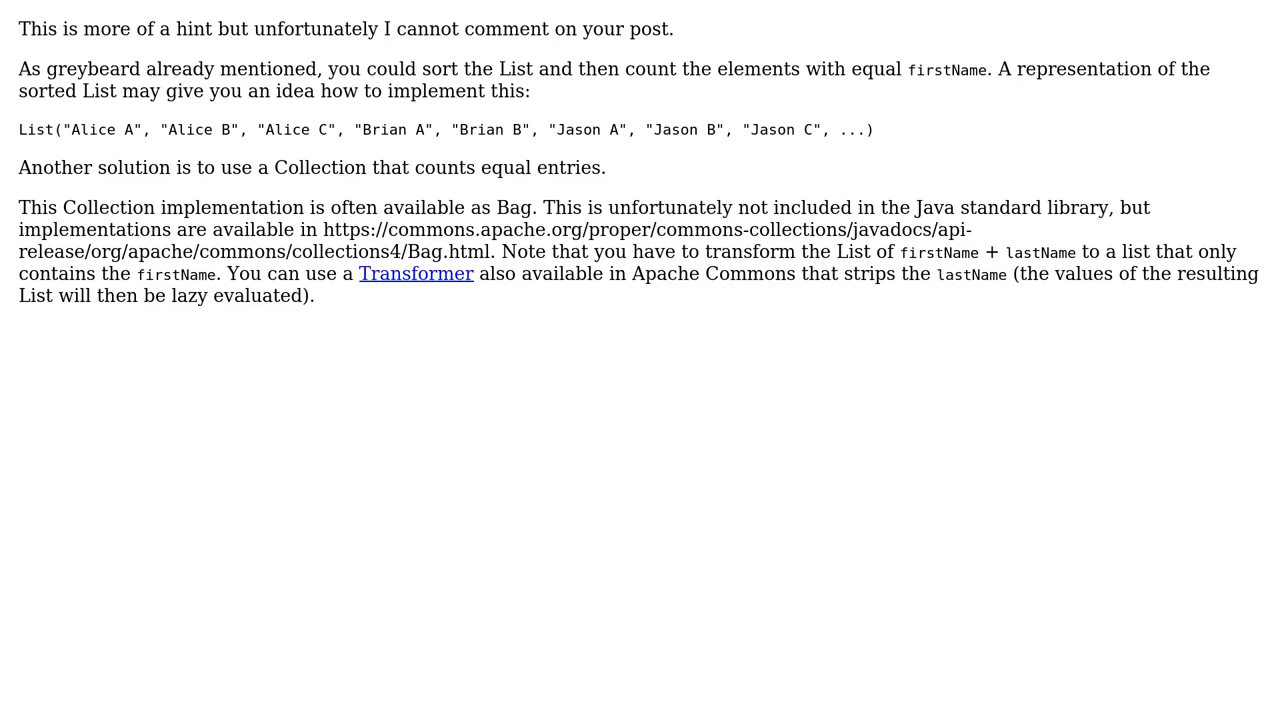 This is more of a hint but unfortunately I cannot comment on your post.
As greybeard already mentioned, you could sort the List and then count the elements with equal firstName. A representation of the
sorted List may give you an idea how to implement this:
List("Alice A", "Alice B", "Alice C", "Brian A", "Brian B", "Jason A", "Jason B", "Jason C", ...)
Another solution is to use a Collection that counts equal entries.
This Collection implementation is often available as Bag. This is unfortunately not included in the Java standard library, but
implementations are available in https://commons.apache.org/proper/commons-collections/javadocs/api-
release/org/apache/commons/collections4/Bag.html. Note that you have to transform the List of firstName + lastName to a list that only
contains the firstName. You can use a Transformer also available in Apache Commons that strips the lastName (the values of the resulting
List will then be lazy evaluated).